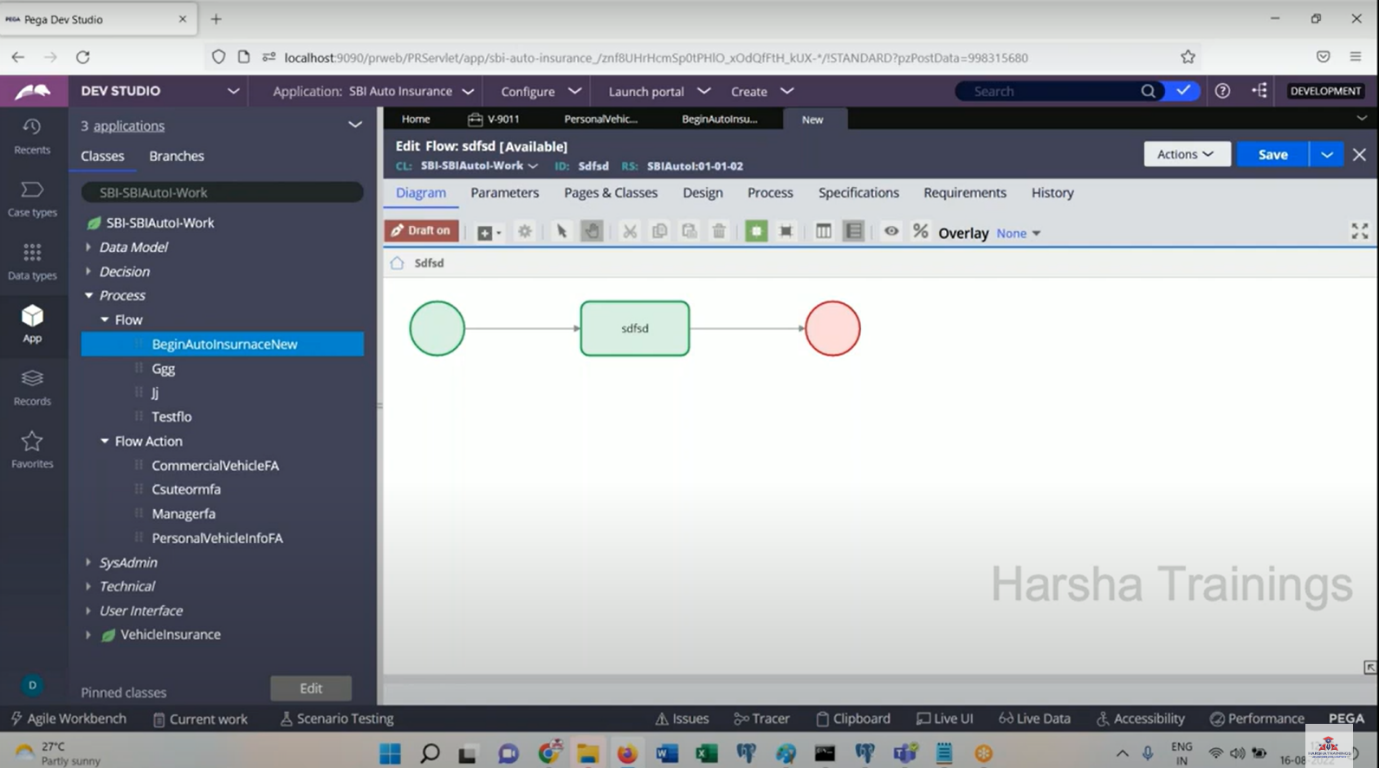 PEGA Pega Dev Studio
localhost:9090/prweb/PRServlet/app/sbi-auto-insurance_/znf8UHrHcmSp0tPHlO_xOdQfFtH_kUX-*/!STANDARD?pzPostData=998315680
DEV STUDIO
Application: SBI Auto Insurance
Configure
Launch portal
Create
Search
DEVELOPMENT
Recents
Case types
Data types
App
Records
Favorites
D
3 applications
Classes Branches
SBI-SBIAutoI-Work
SBI-SBIAutoI-Work
Data Model
Decision
Process
Flow
BeginAutoInsurnaceNew
Ggg
Jj
Testflo
Flow Action
CommercialVehicleFA
Csuteormfa
Managerfa
PersonalVehicleInfoFA
SysAdmin
Technical
User Interface
VehicleInsurance
Pinned classes
Edit
Home V-9011 PersonalVehic... BeginAutoInsu... New
Edit Flow: sdfsd [Available]
CL: SBI-SBIAutoI-Work ID: Sdfsd RS: SBIAutoI:01-01-02
Actions
Save
Diagram Parameters Pages & Classes Design Process Specifications Requirements History
Draft on
Overlay None
Sdfsd
sdfsd
Harsha Trainings
Agile Workbench Current work Scenario Testing Issues Tracer Clipboard Live UI Live Data Accessibility Performance PEGA
27°C
Partly sunny
ENG
IN